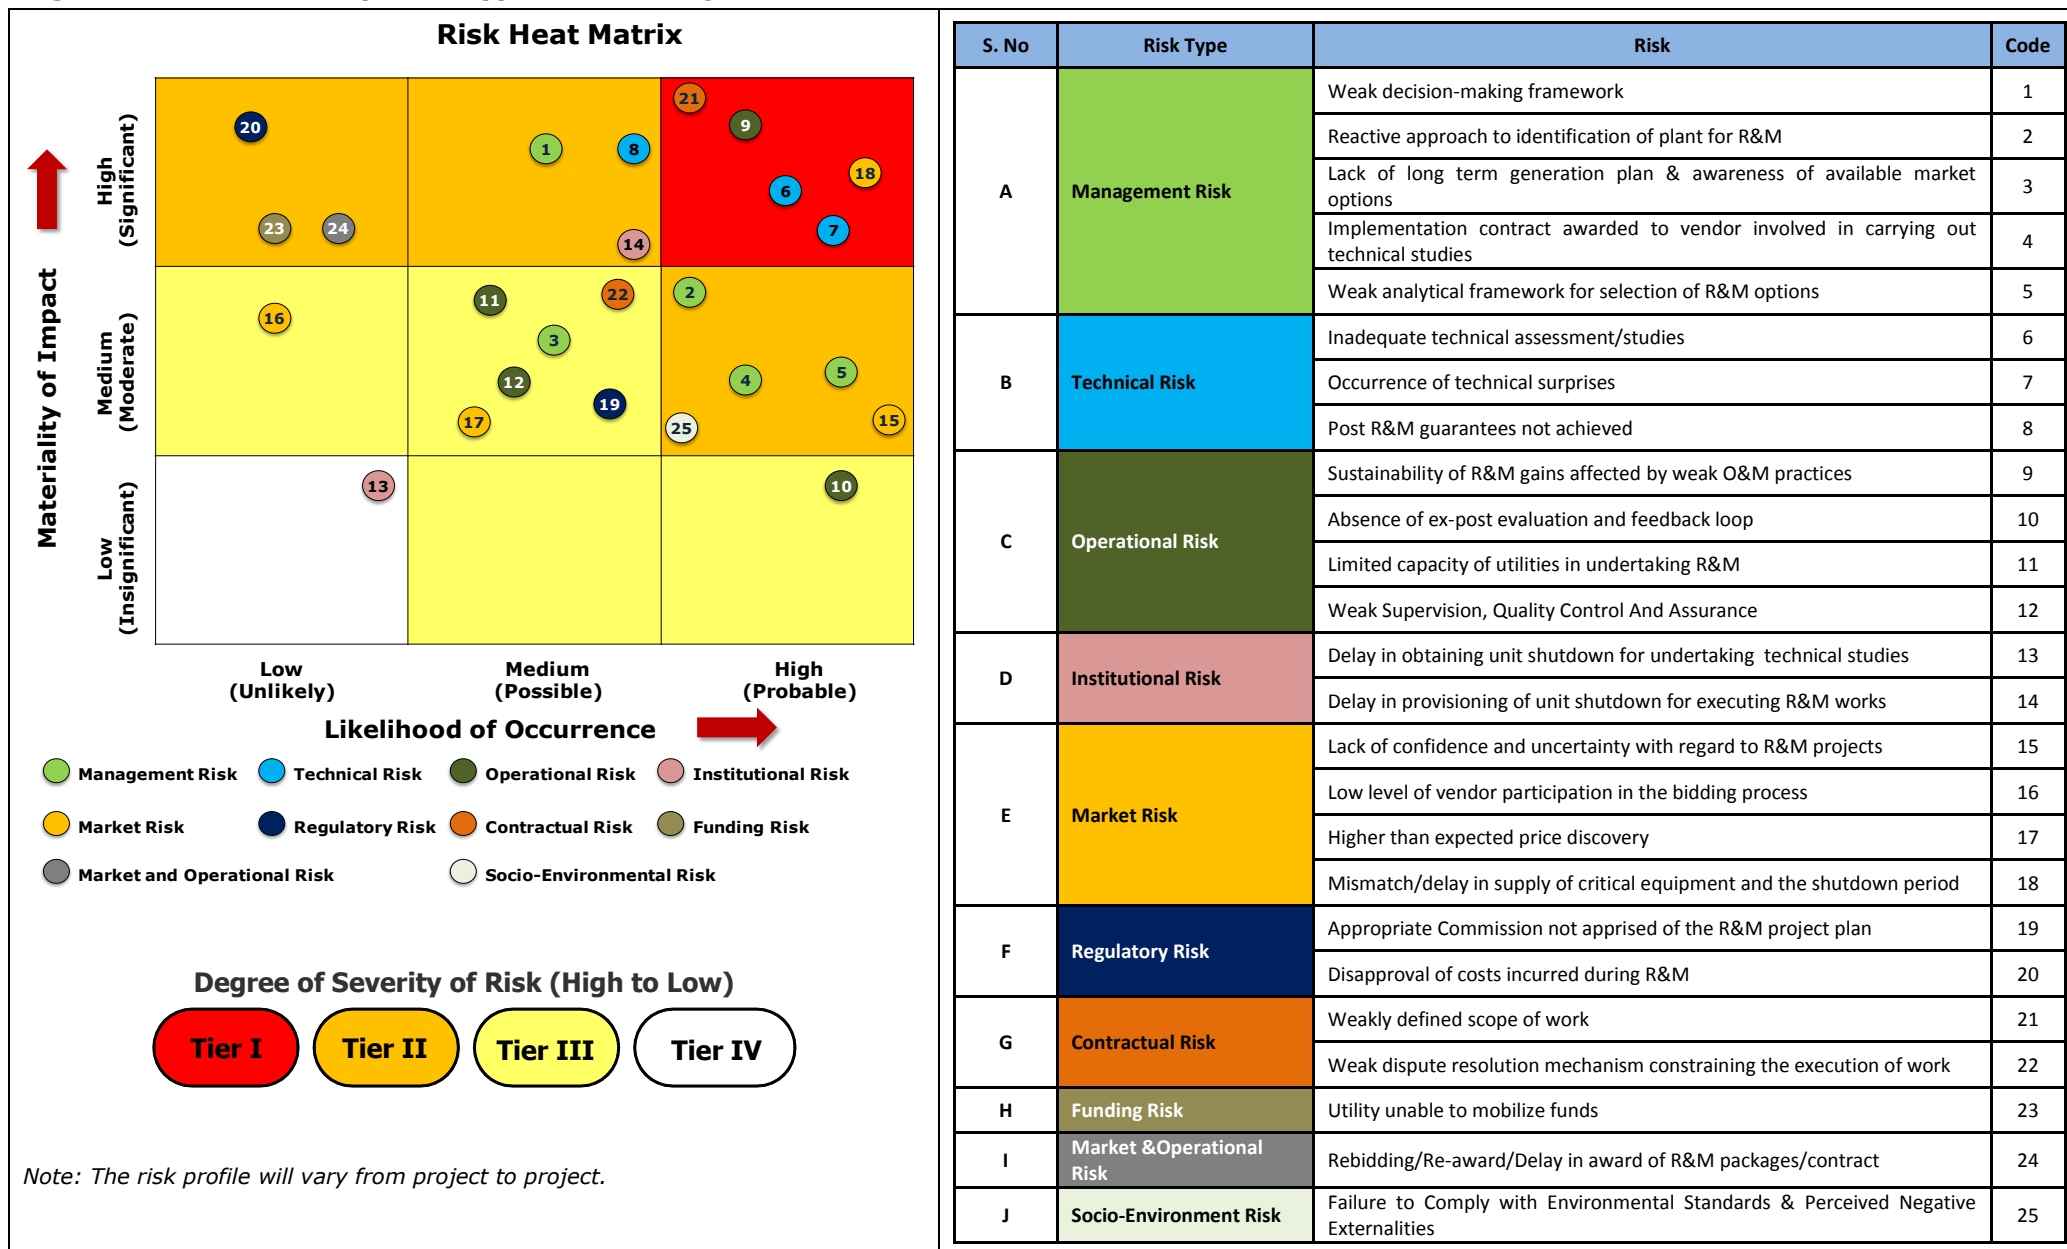 Risk Heat Matrix
High
(Significant)
Medium
(Moderate)
Low
(Insignificant)
Materiality of Impact
21
9
20
1
8
18
6
23
24
7
14
11
22
2
16
3
12
4
5
19
17
25
15
13
10
Low
(Unlikely)
Medium
(Possible)
High
(Probable)
Likelihood of Occurrence
Management Risk
Technical Risk
Operational Risk
Institutional Risk
Market Risk
Regulatory Risk
Contractual Risk
Funding Risk
Market and Operational Risk
Socio-Environmental Risk
Degree of Severity of Risk (High to Low)
Tier I
Tier II
Tier III
Tier IV
Note: The risk profile will vary from project to project.
S. No Risk Type Risk Code
A Management Risk
Weak decision-making framework 1
Reactive approach to identification of plant for R&M 2
Lack of long term generation plan & awareness of available market
options 3
Implementation contract awarded to vendor involved in carrying out
technical studies 4
Weak analytical framework for selection of R&M options 5
B Technical Risk
Inadequate technical assessment/studies 6
Occurrence of technical surprises 7
Post R&M guarantees not achieved 8
C Operational Risk
Sustainability of R&M gains affected by weak O&M practices 9
Absence of ex-post evaluation and feedback loop 10
Limited capacity of utilities in undertaking R&M 11
Weak Supervision, Quality Control And Assurance 12
D Institutional Risk
Delay in obtaining unit shutdown for undertaking technical studies 13
Delay in provisioning of unit shutdown for executing R&M works 14
E Market Risk
Lack of confidence and uncertainty with regard to R&M projects 15
Low level of vendor participation in the bidding process 16
Higher than expected price discovery 17
Mismatch/delay in supply of critical equipment and the shutdown period 18
F Regulatory Risk
Appropriate Commission not apprised of the R&M project plan 19
Disapproval of costs incurred during R&M 20
G Contractual Risk
Weakly defined scope of work 21
Weak dispute resolution mechanism constraining the execution of work 22
H Funding Risk Utility unable to mobilize funds 23
I Market &Operational
Risk
Rebidding/Re-award/Delay in award of R&M packages/contract 24
J Socio-Environment Risk
Failure to Comply with Environmental Standards & Perceived Negative
Externalities 25